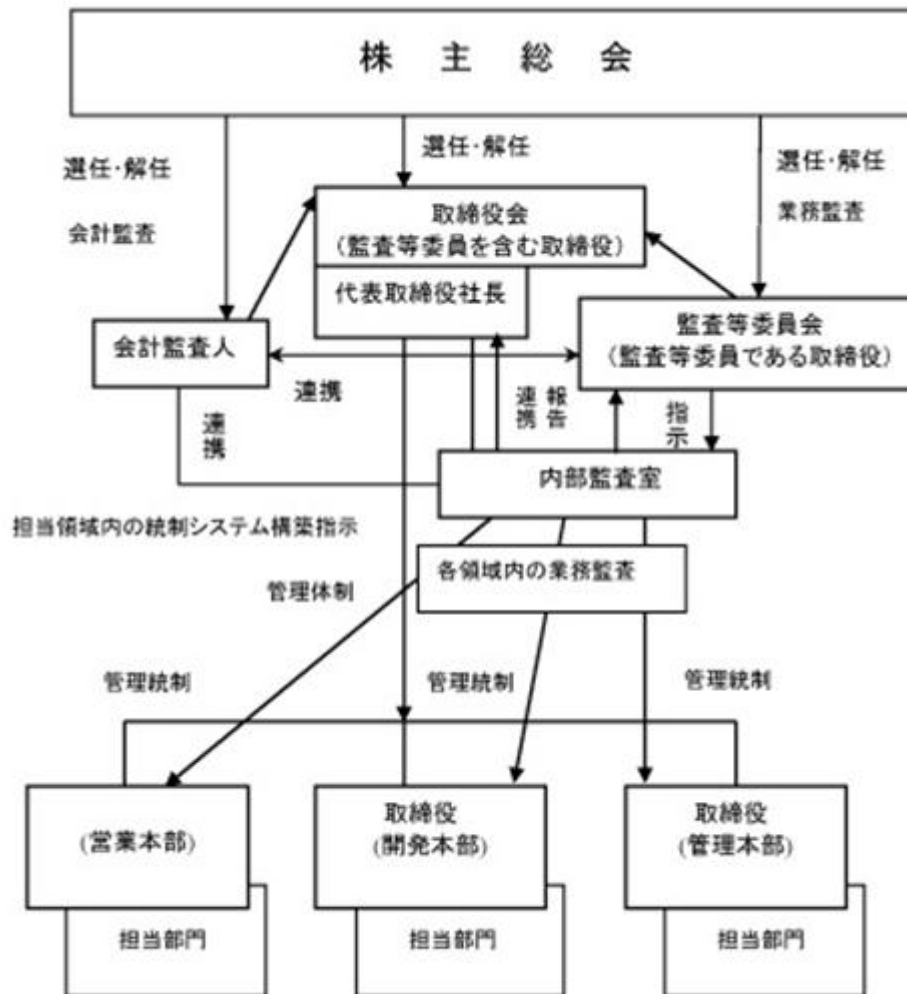 株主総会
選任・解任
選任・解任
選任・解任
会計監査
業務監査
取締役会
（監査等委員を含む取締役）
代表取締役社長
会計監査人
監査等委員会
（監査等委員である取締役）
連携
連携
連携
報告
指示
内部監査室
担当領域内の統制システム構築指示
各領域内の業務監査
管理体制
管理統制
管理統制
管理統制
(営業本部)
取締役
(開発本部)
取締役
(管理本部)
担当部門
担当部門
担当部門